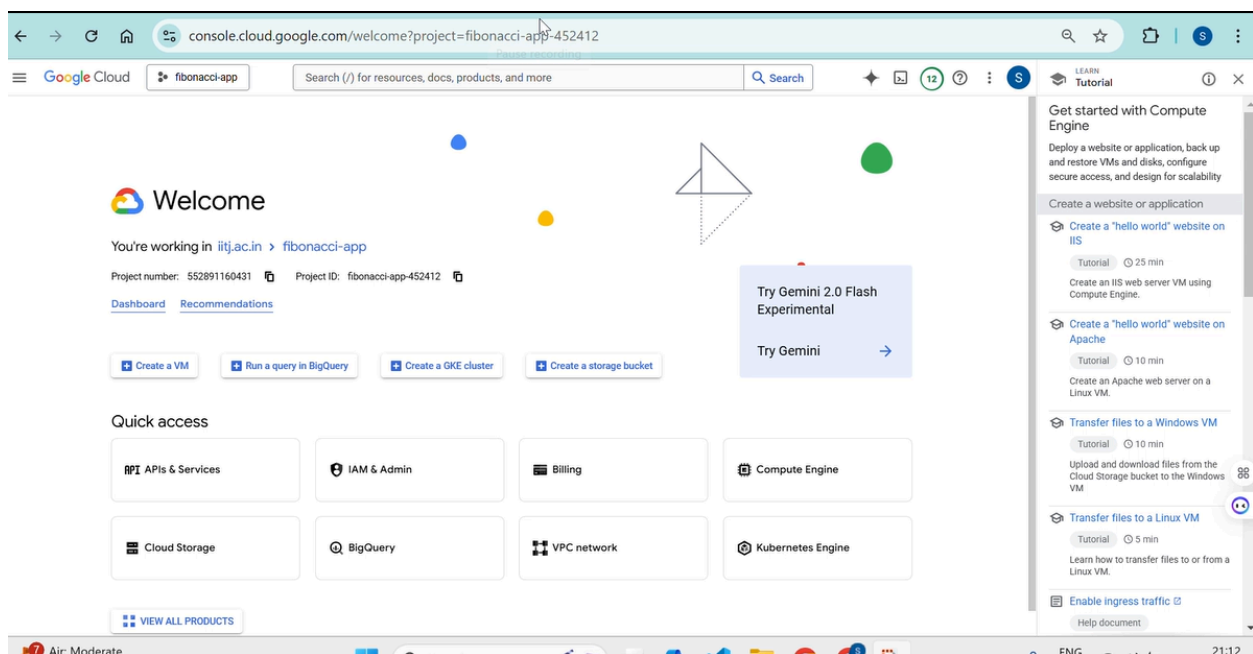 console.cloud.google.com/welcome?project=fibonacci-app-452412
Pause recording
Google Cloud
fibonacci-app
Search (/) for resources, docs, products, and more
Search
12
S
LEARN
Tutorial
Welcome
You're working in iitj.ac.in > fibonacci-app
Project number: 552891160431 Project ID: fibonacci-app-452412
Dashboard Recommendations
Try Gemini 2.0 Flash
Experimental
Try Gemini
Create a VM
Run a query in BigQuery
Create a GKE cluster
Create a storage bucket
Quick access
API APIs & Services
IAM & Admin
Billing
Compute Engine
Cloud Storage
BigQuery
VPC network
Kubernetes Engine
VIEW ALL PRODUCTS
Get started with Compute
Engine
Deploy a website or application, back up
and restore VMs and disks, configure
secure access, and design for scalability
Create a website or application
Create a "hello world" website on
IIS
Tutorial 25 min
Create an IIS web server VM using
Compute Engine.
Create a "hello world" website on
Apache
Tutorial 10 min
Create an Apache web server on a
Linux VM.
Transfer files to a Windows VM
Tutorial 10 min
Upload and download files from the
Cloud Storage bucket to the Windows
VM
Transfer files to a Linux VM
Tutorial 5 min
Learn how to transfer files to or from a
Linux VM.
Enable ingress traffic
Help document
7
Air: Moderate
S
ENG
21:12